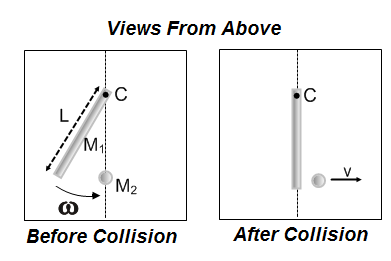 Views From Above
C
L
M₁
M₂
ω
Before Collision
C
V
After Collision